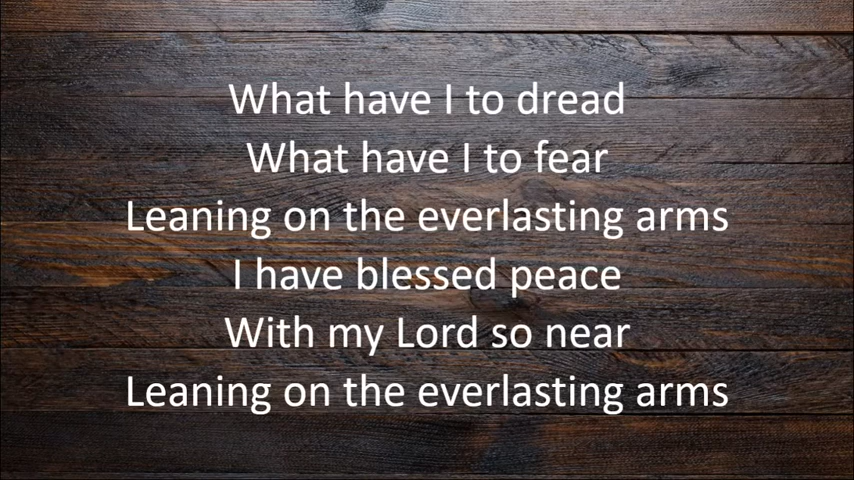 What have I to dread
What have I to fear
Leaning on the everlasting arms
I have blessed peace
With my Lord so near
Leaning on the everlasting arms